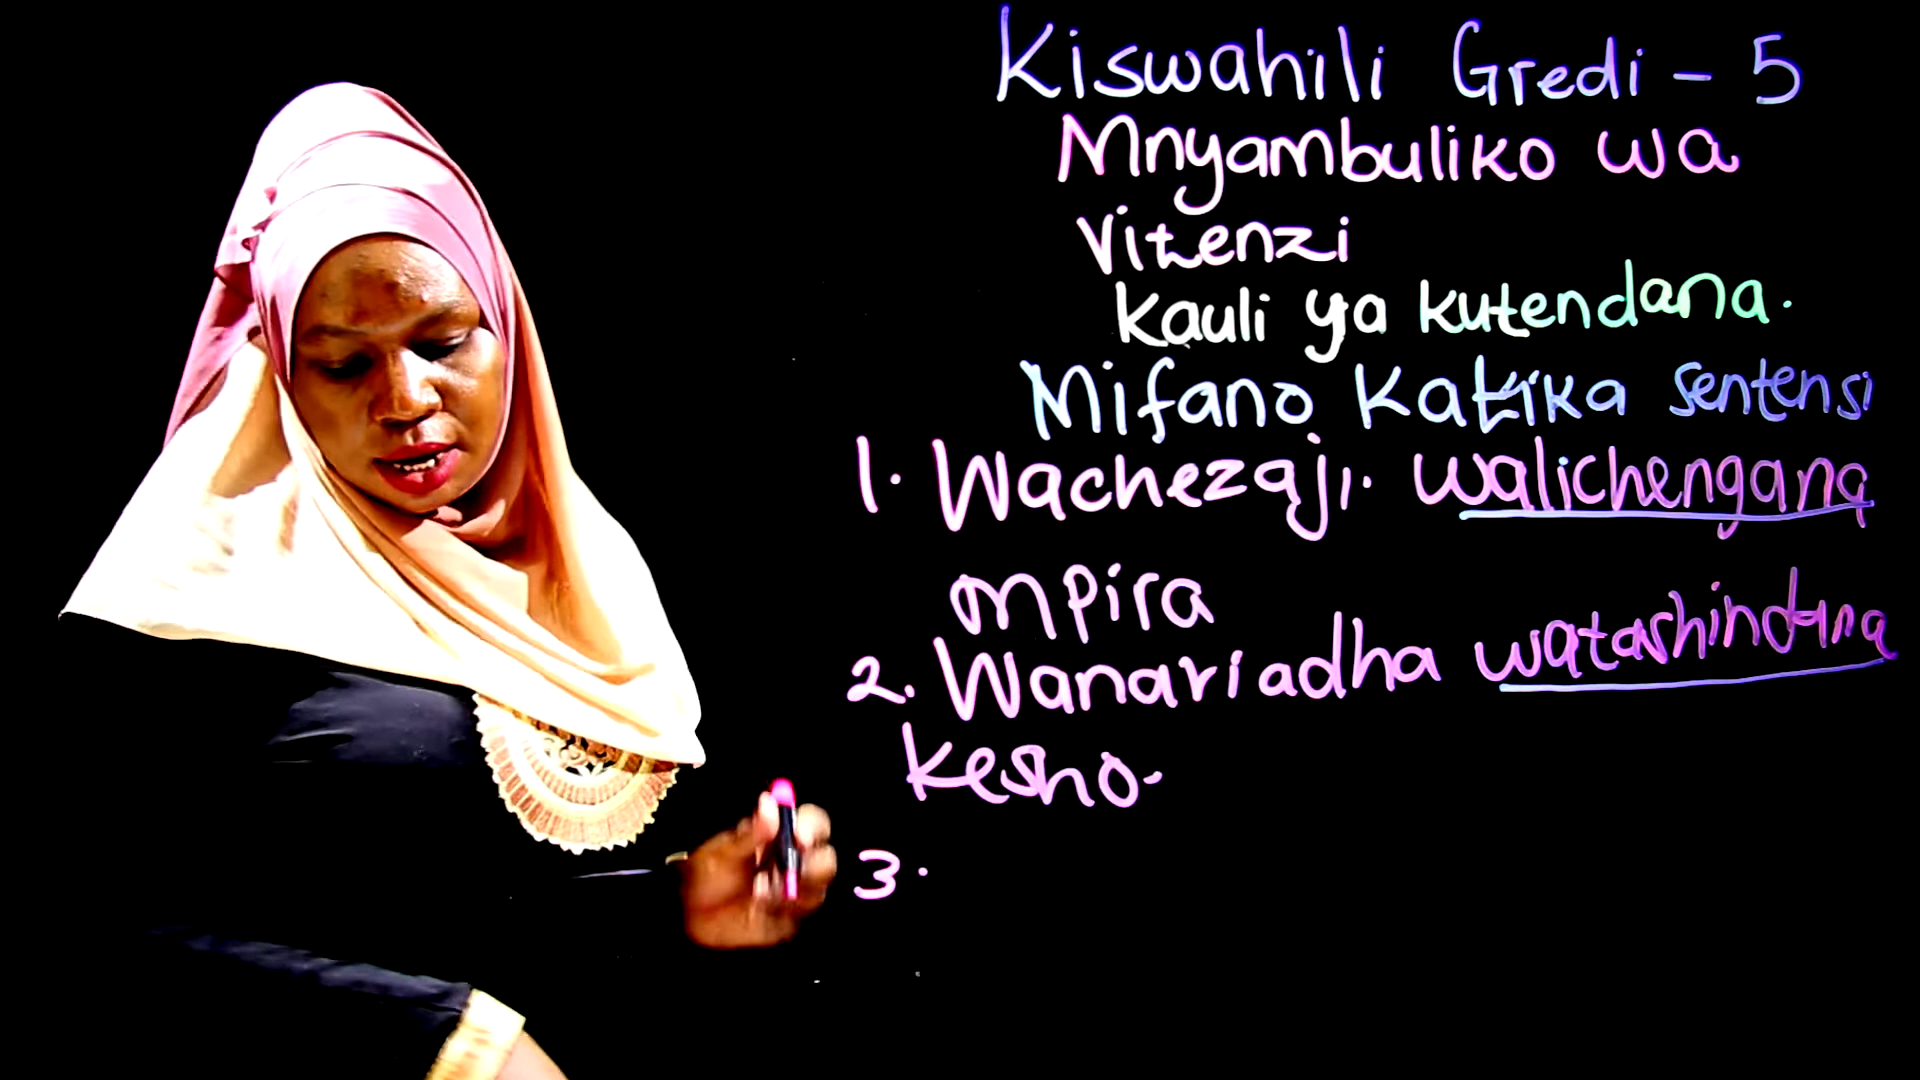 Kiswahili Gredi - 5
Mnyambuliko wa
Vitenzi
Kauli ya kutendana.
Mifano Katika sentensi
1. Wachezaji. walichengana
mpira
2. Wanariadha watashindana
Kesho.
3.